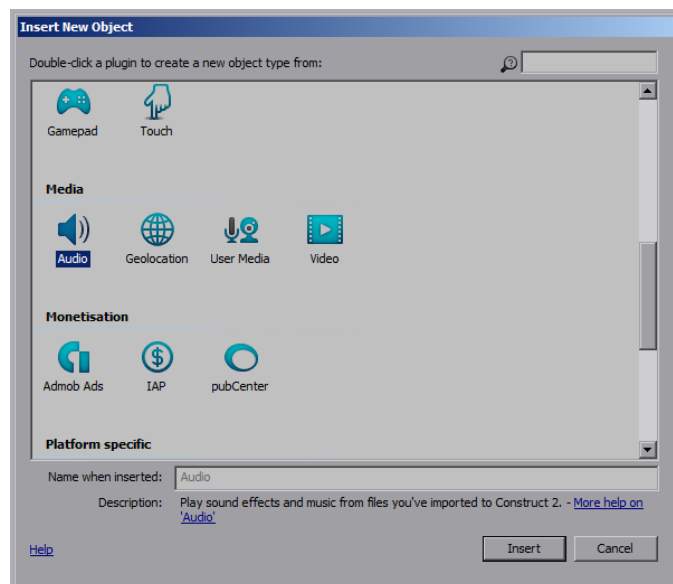 Insert New Object
Double-click a plugin to create a new object type from:
Gamepad Touch
Media
Audio Geolocation User Media Video
Monetisation
Admob Ads IAP pubCenter
Platform specific
Name when inserted: Audio
Description: Play sound effects and music from files you've imported to Construct 2. - More help on
'Audio'
Help Insert Cancel